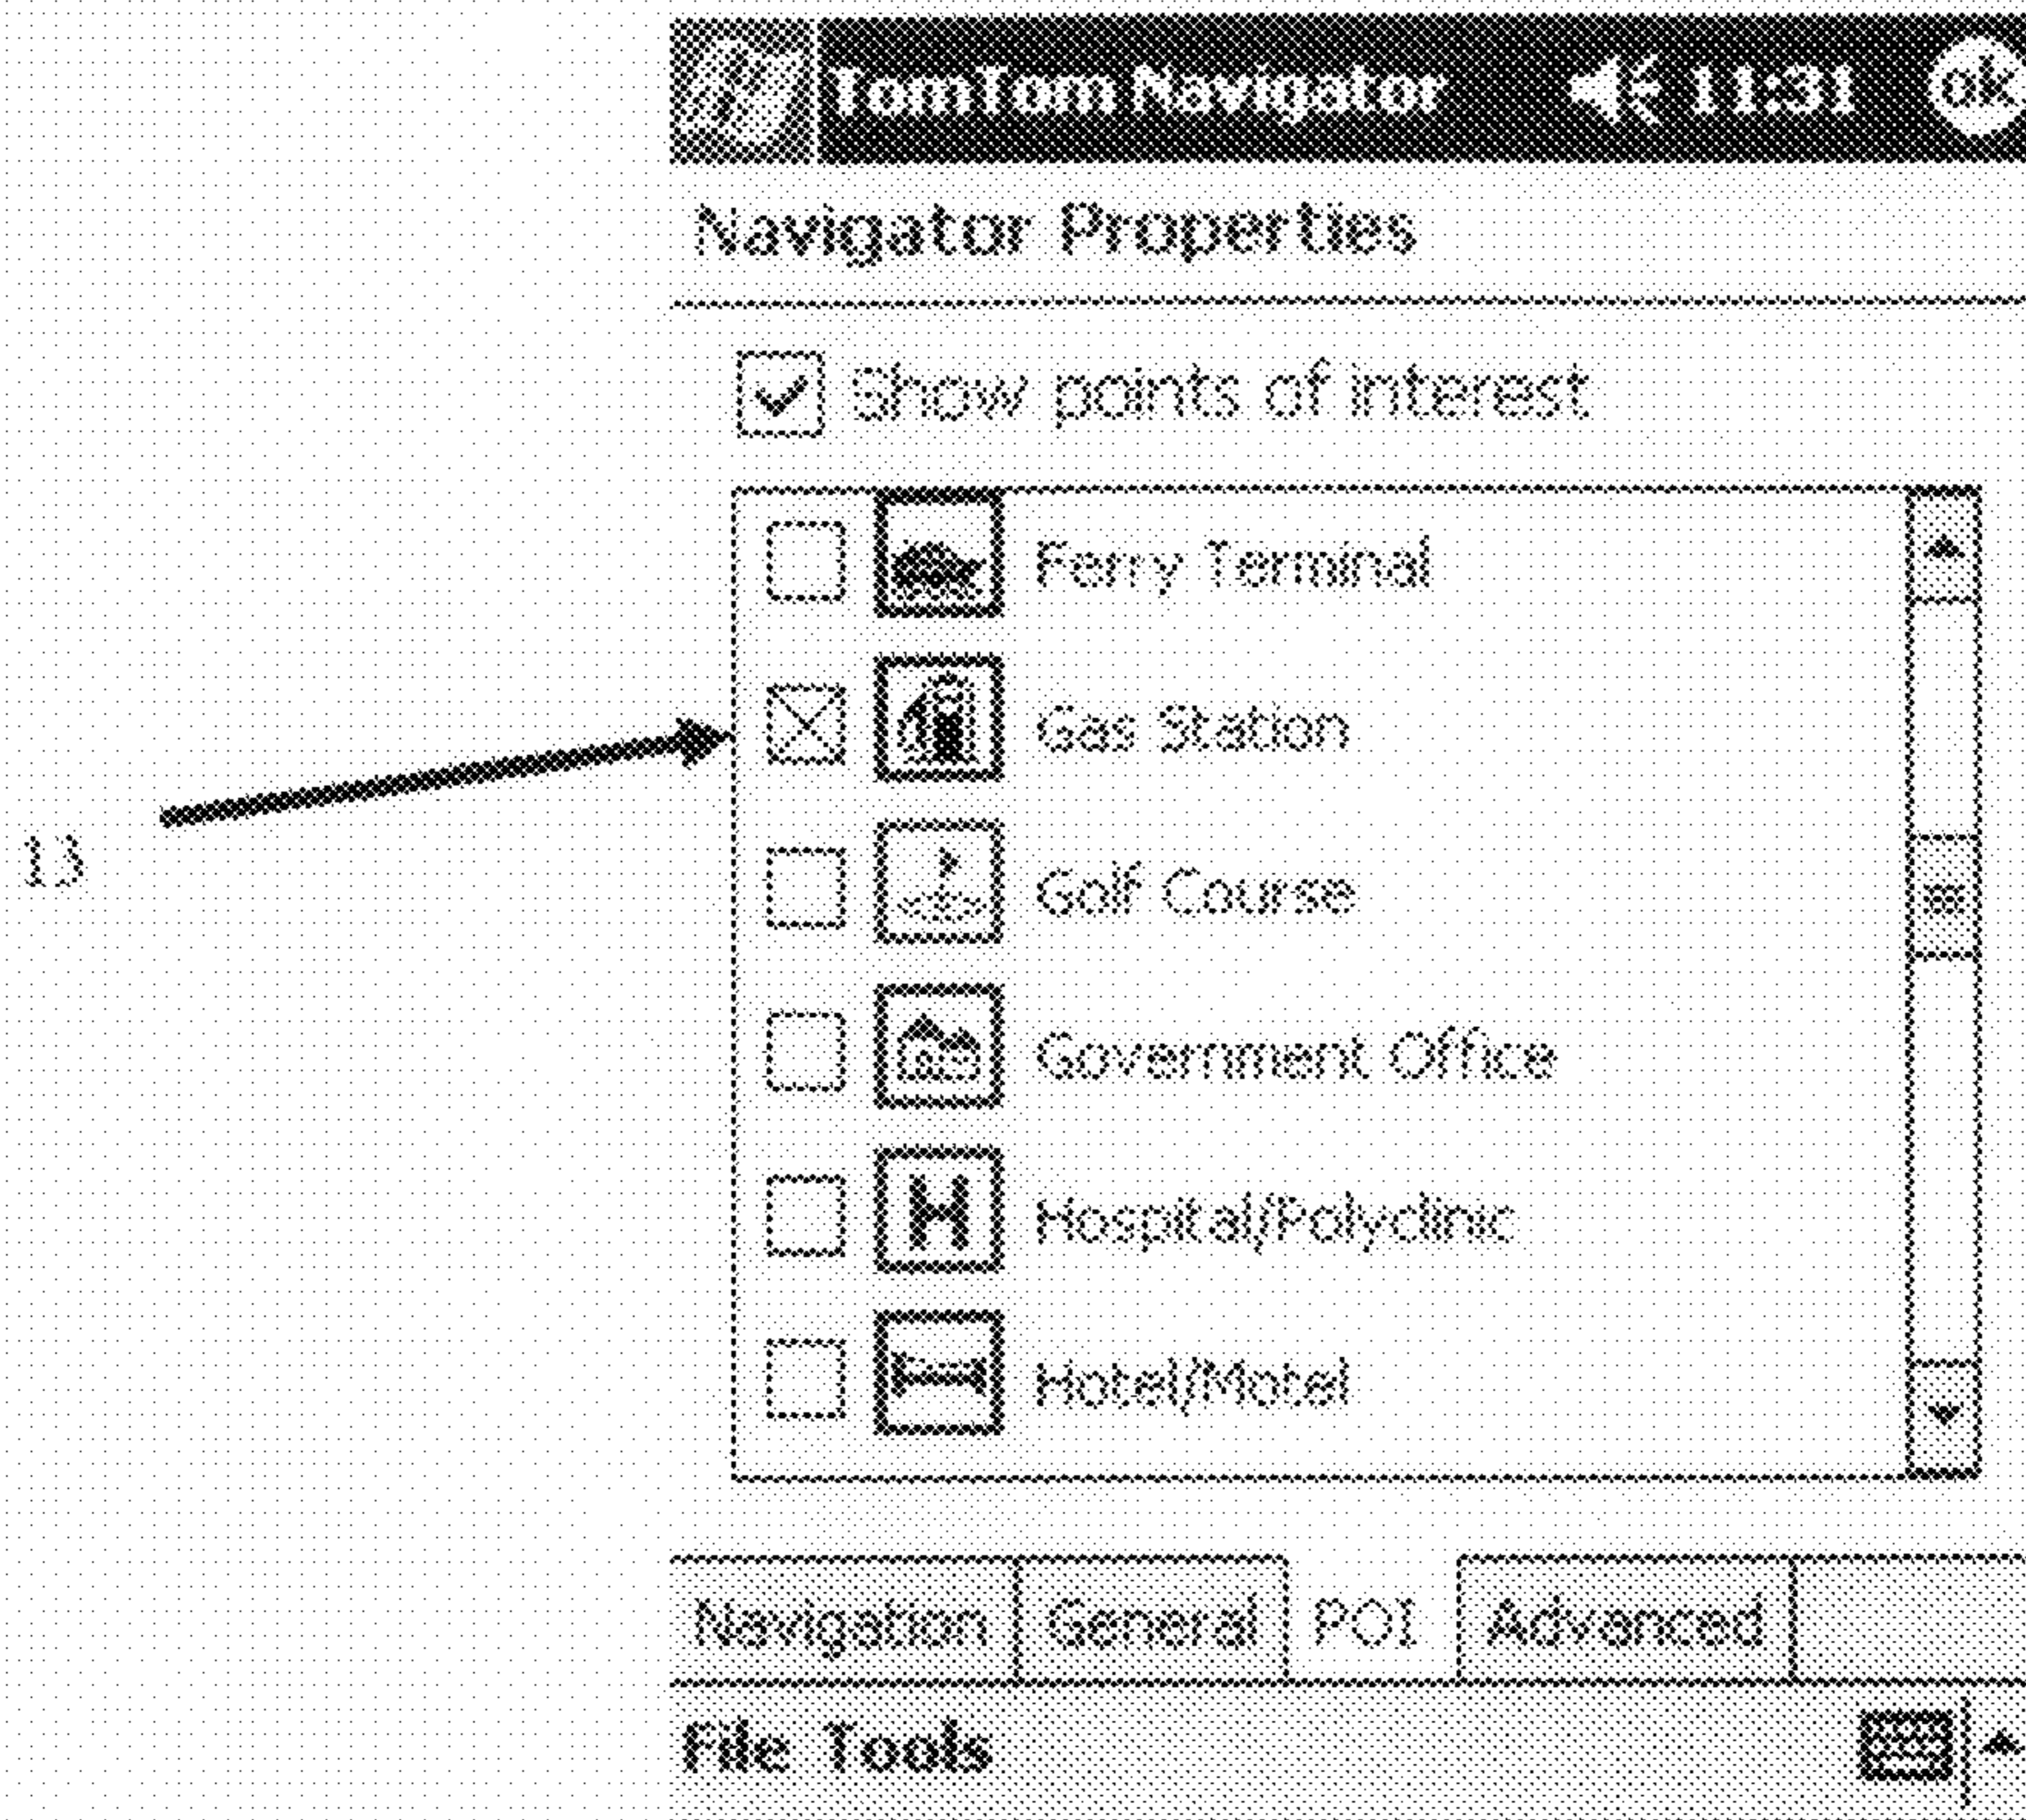 TomTom Navigator 11:31 ok
Navigator Properties
Show points of interest
Ferry Terminal
Gas Station
13
Golf Course
Government Office
H Hospital/Polyclinic
Hotel/Motel
Navigation General POI Advanced
File Tools